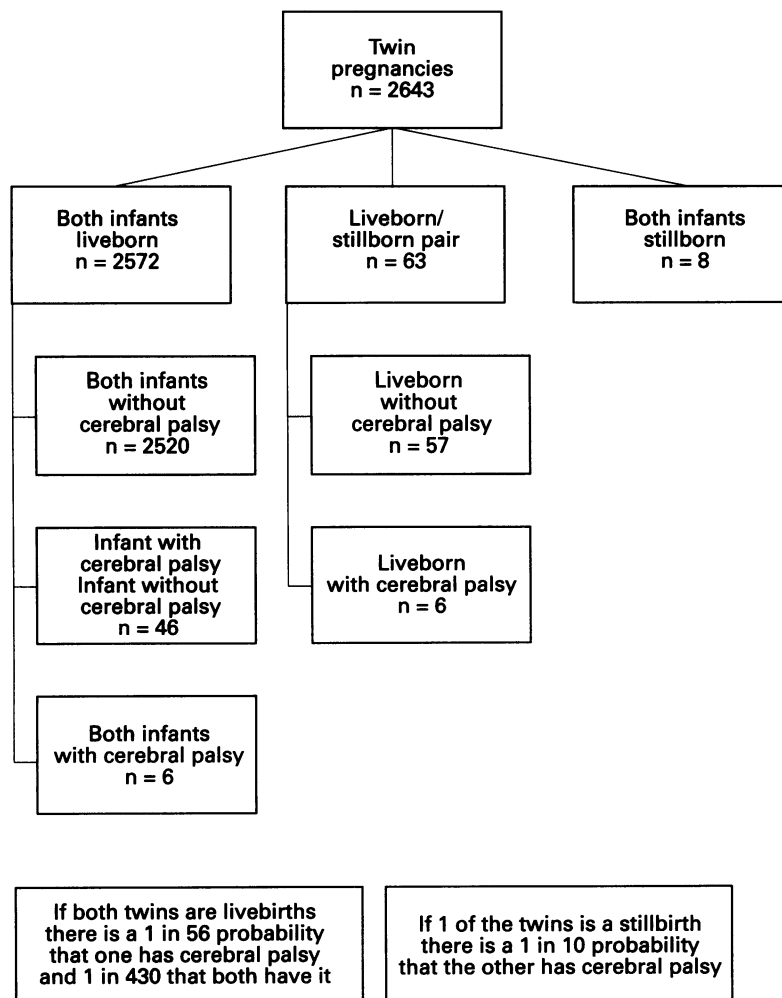 Twin
pregnancies
n = 2643
Both infants
liveborn
n = 2572
Liveborn/
stillborn pair
n = 63
Both infants
stillborn
n = 8
Both infants
without
cerebral palsy
n = 2520
Liveborn
without
cerebral palsy
n = 57
Infant with
cerebral palsy
Infant without
cerebral palsy
n = 46
Liveborn
with cerebral palsy
n = 6
Both infants
with cerebral palsy
n = 6
If both twins are livebirths
there is a 1 in 56 probability
that one has cerebral palsy
and 1 in 430 that both have it
If 1 of the twins is a stillbirth
there is a 1 in 10 probability
that the other has cerebral palsy